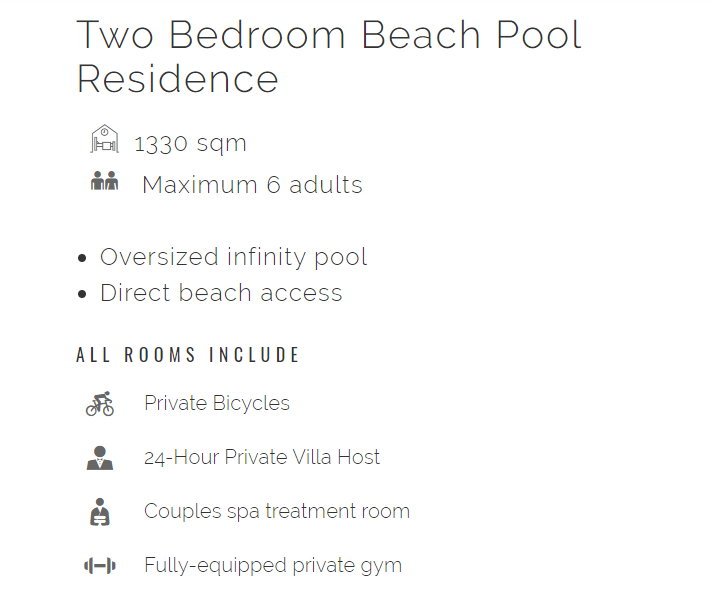 Two Bedroom Beach Pool
Residence
1330 sqm
Maximum 6 adults
• Oversized infinity pool
• Direct beach access
ALL ROOMS INCLUDE
Private Bicycles
24-Hour Private Villa Host
Couples spa treatment room
Fully-equipped private gym